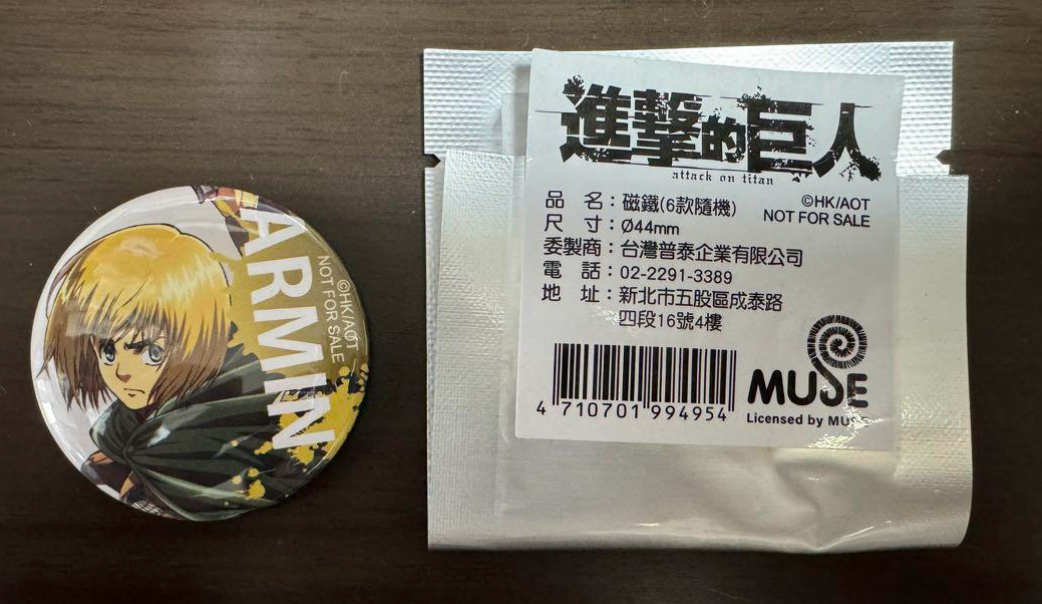 ARMIN
©HK/AOT
NOT FOR SALE
進撃的巨人
attack on titan
©HK/AOT
NOT FOR SALE
品 名：磁鐵(6款隨機)
尺 寸：Ø44mm
委製商：台灣普泰企業有限公司
電 話：02-2291-3389
地 址：新北市五股區成泰路
四段16號4樓
4 710701 994954
MUSE
Licensed by MUSE